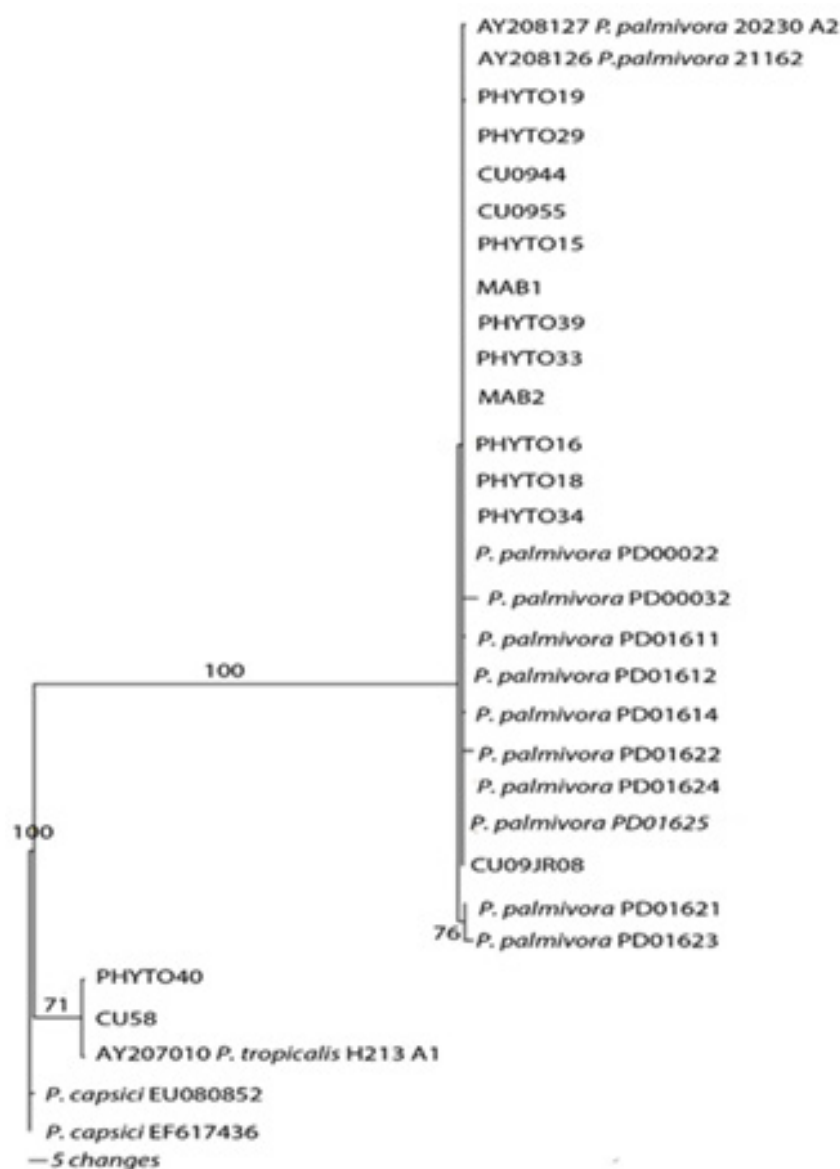 AY208127 P. palmivora 20230 A2
AY208126 P.palmivora 21162
PHYTO19
PHYTO29
CU0944
CU0955
PHYTO15
MAB1
PHYTO39
PHYTO33
MAB2
PHYTO16
PHYTO18
PHYTO34
P. palmivora PD00022
P. palmivora PD00032
P. palmivora PD01611
100
P. palmivora PD01612
P. palmivora PD01614
P. palmivora PD01622
P. palmivora PD01624
P. palmivora PD01625
100
CU09JR08
P. palmivora PD01621
76
P. palmivora PD01623
PHYTO40
71
CU58
AY207010 P. tropicalis H213 A1
P. capsici EU080852
P. capsici EF617436
5 changes